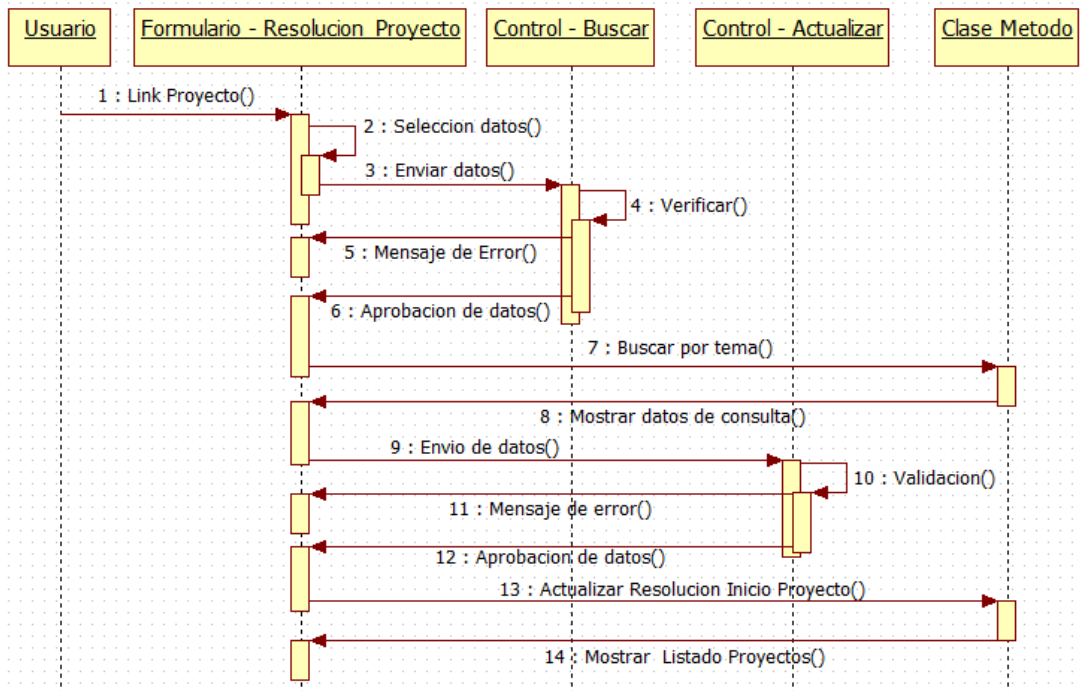 Usuario
Formulario - Resolucion Proyecto
Control - Buscar
Control - Actualizar
Clase Metodo
1 : Link Proyecto()
2 : Seleccion datos()
3 : Enviar datos()
4 : Verificar()
5 : Mensaje de Error()
6 : Aprobacion de datos()
7 : Buscar por tema()
8 : Mostrar datos de consulta()
9 : Envio de datos()
10 : Validacion()
11 : Mensaje de error()
12 : Aprobacion de datos()
13 : Actualizar Resolucion Inicio Proyecto()
14 : Mostrar Listado Proyectos()